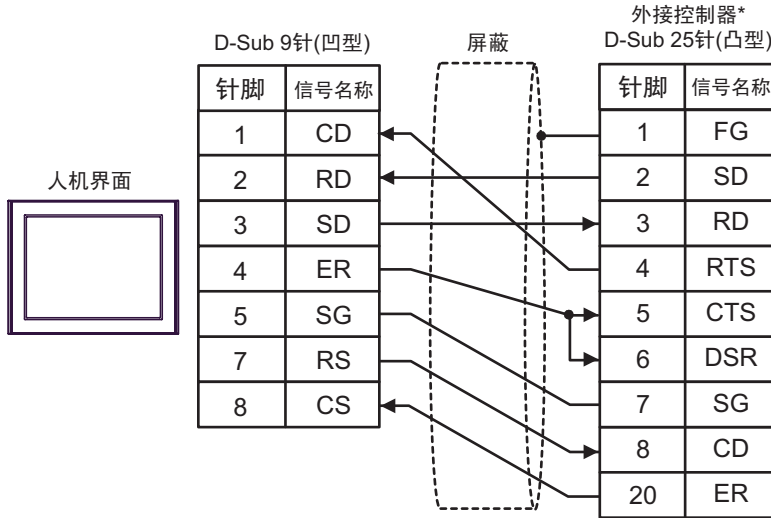 外接控制器*
D-Sub 9针(凹型) 屏蔽 D-Sub 25针(凸型)
针脚 信号名称 针脚 信号名称
1 CD 1 FG
人机界面
2 RD 2 SD
3 SD 3 RD
4 ER 4 RTS
5 SG 5 CTS
7 RS 6 DSR
8 CS 7 SG
8 CD
20 ER